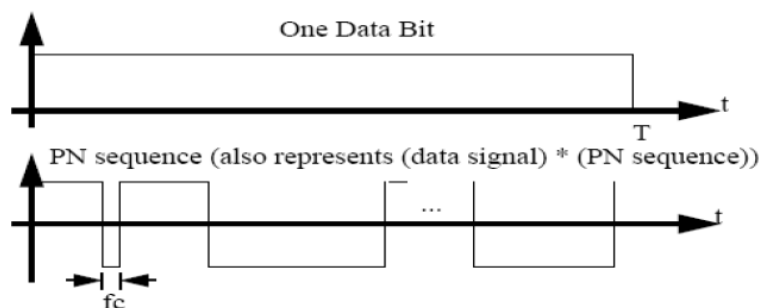 One Data Bit
t
T
PN sequence (also represents (data signal) * (PN sequence))
...
t
fc